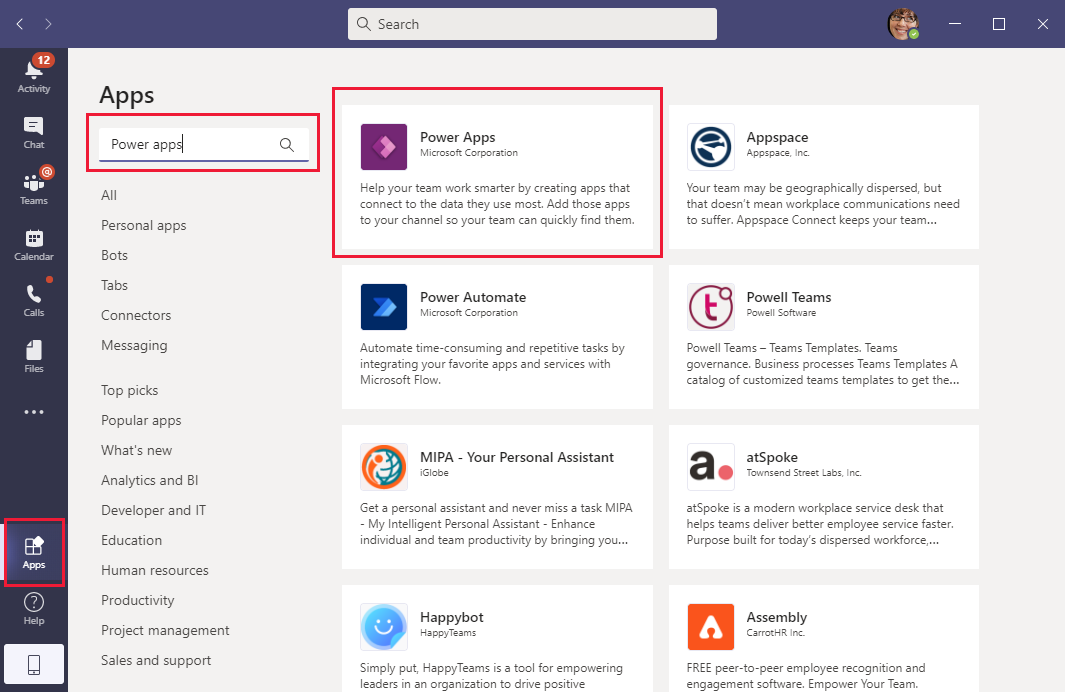 Search
12
Activity
Chat
@
Teams
Calendar
Calls
Files
Apps
?
Help
Apps
Power apps
All
Personal apps
Bots
Tabs
Connectors
Messaging
Top picks
Popular apps
What's new
Analytics and BI
Developer and IT
Education
Human resources
Productivity
Project management
Sales and support
Power Apps
Microsoft Corporation
Help your team work smarter by creating apps that
connect to the data they use most. Add those apps
to your channel so your team can quickly find them.
Appspace
Appspace, Inc.
Your team may be geographically dispersed, but
that doesn’t mean workplace communications need
to suffer. Appspace Connect keeps your team...
Power Automate
Microsoft Corporation
Automate time-consuming and repetitive tasks by
integrating your favorite apps and services with
Microsoft Flow.
t
Powell Teams
Powell Software
Powell Teams – Teams Templates. Teams
governance. Business processes Teams Templates A
catalog of customized teams templates to get the...
MIPA - Your Personal Assistant
iGlobe
Get a personal assistant and never miss a task MIPA
- My Intelligent Personal Assistant - Enhance
individual and team productivity by bringing you...
a.
atSpoke
Townsend Street Labs, Inc.
atSpoke is a modern workplace service desk that
helps teams deliver better employee service faster.
Purpose built for today’s dispersed workforce,...
Happybot
HappyTeams
Simply put, HappyTeams is a tool for empowering
leaders in an organization to drive positive
Assembly
CarrotHR Inc.
FREE peer-to-peer employee recognition and
engagement software. Empower Your Team.